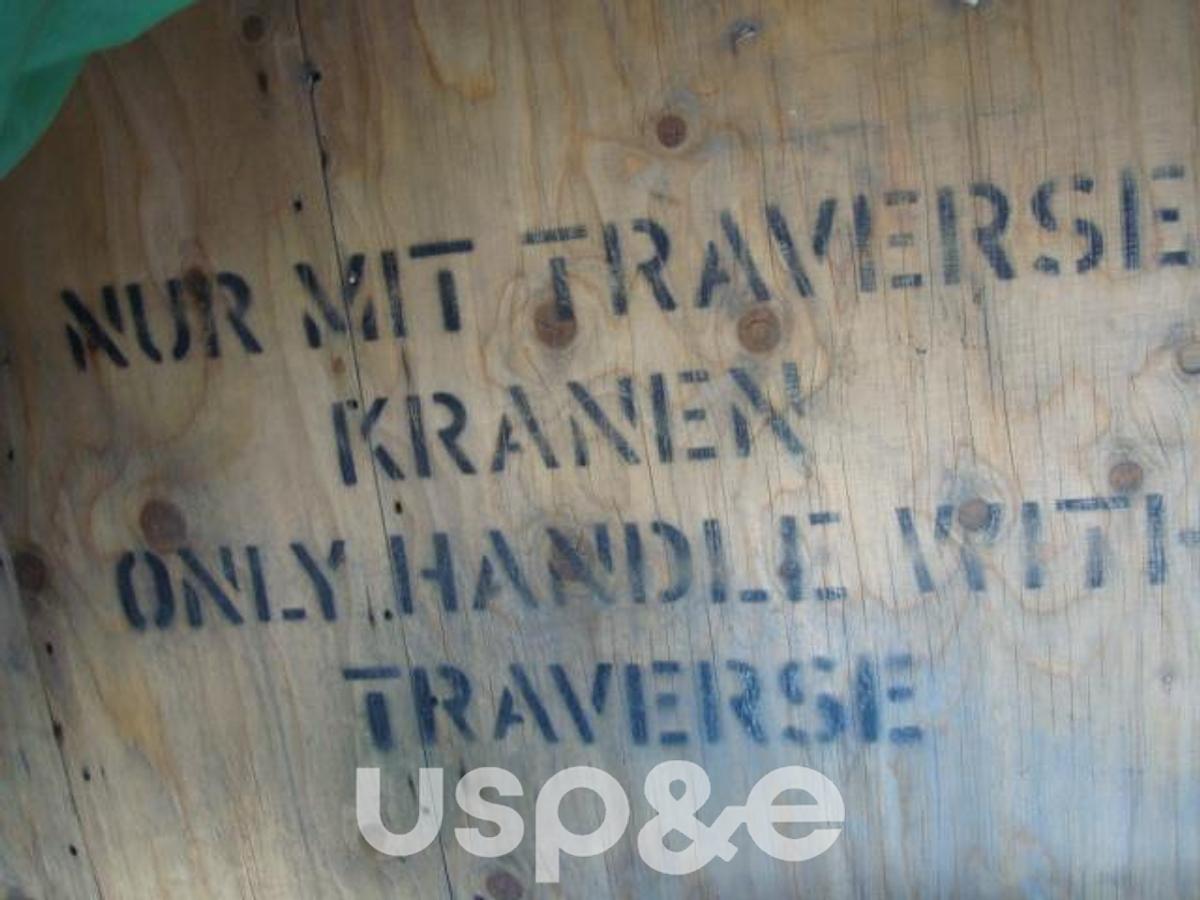 NUR MIT TRAVERSE
KRANEN
ONLY HANDLE WITH
TRAVERSE
usp&e